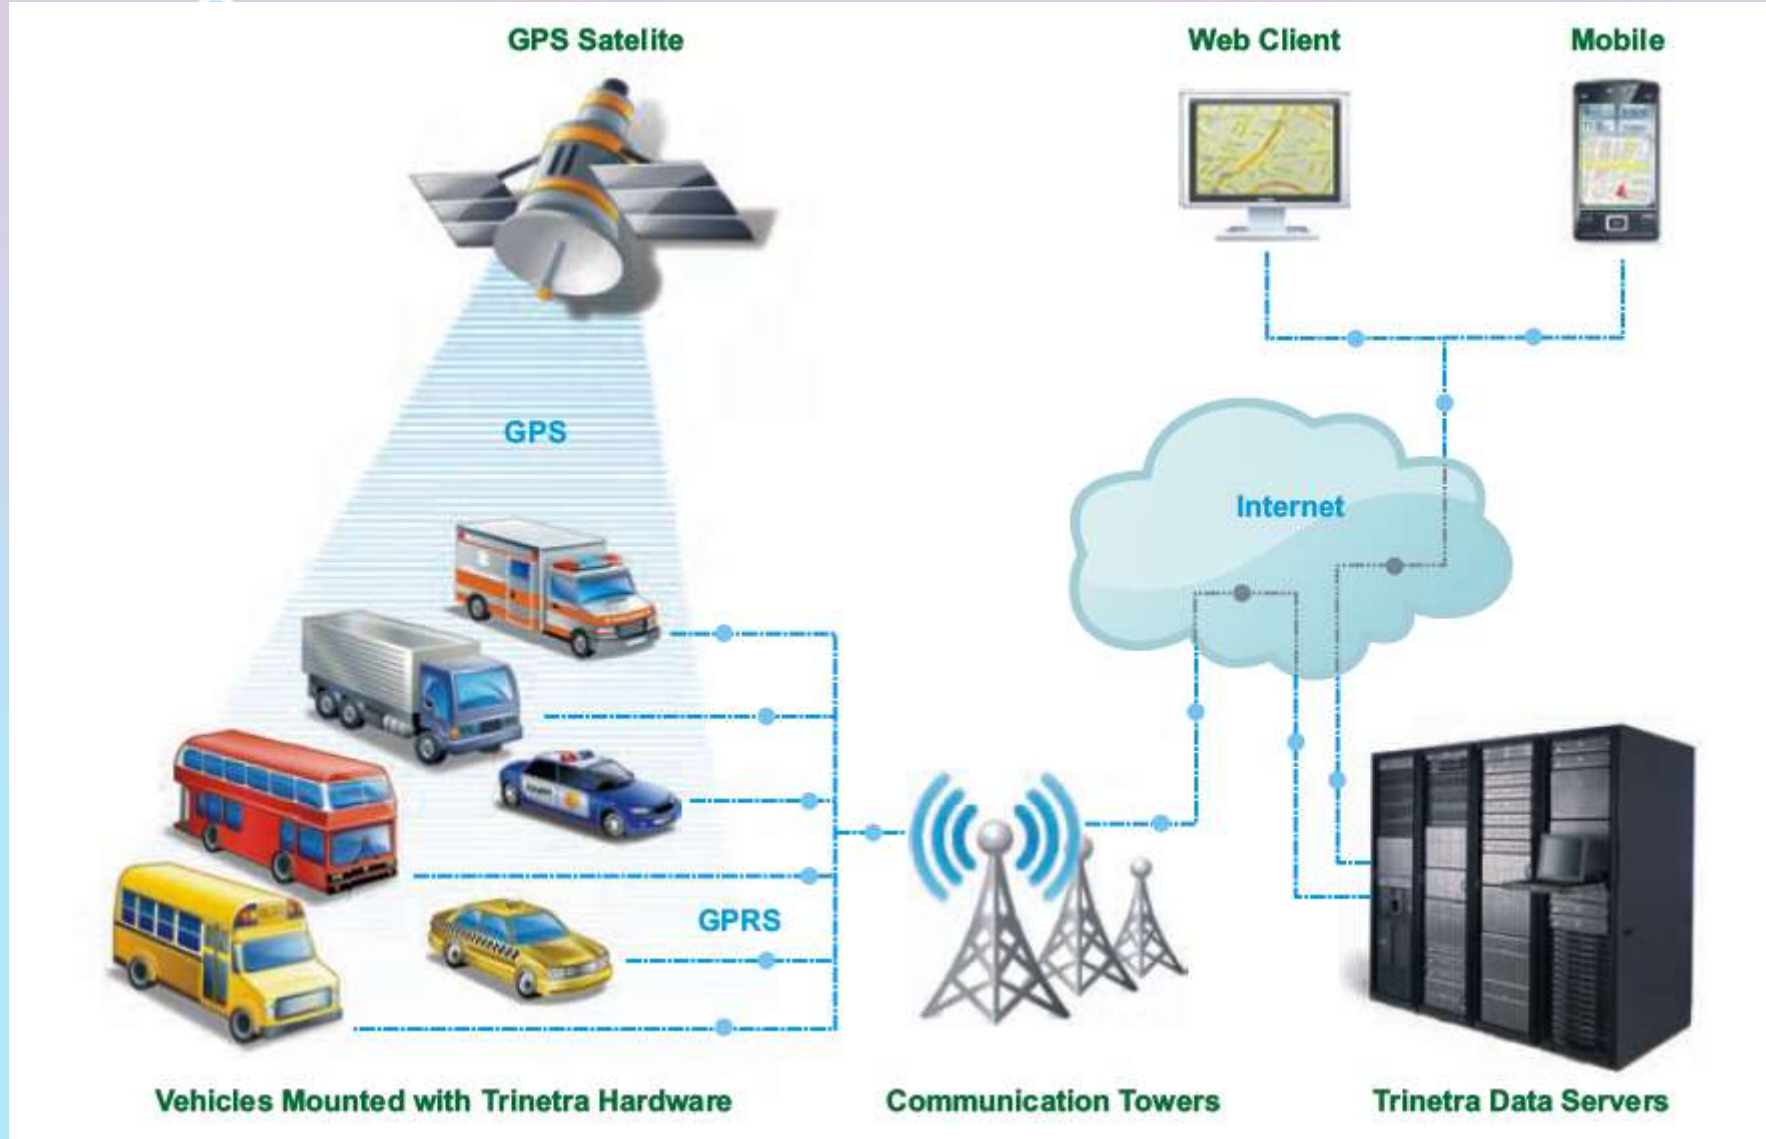 GPS Satelite
Web Client
Mobile
GPS
Internet
GPRS
Vehicles Mounted with Trinetra Hardware
Communication Towers
Trinetra Data Servers